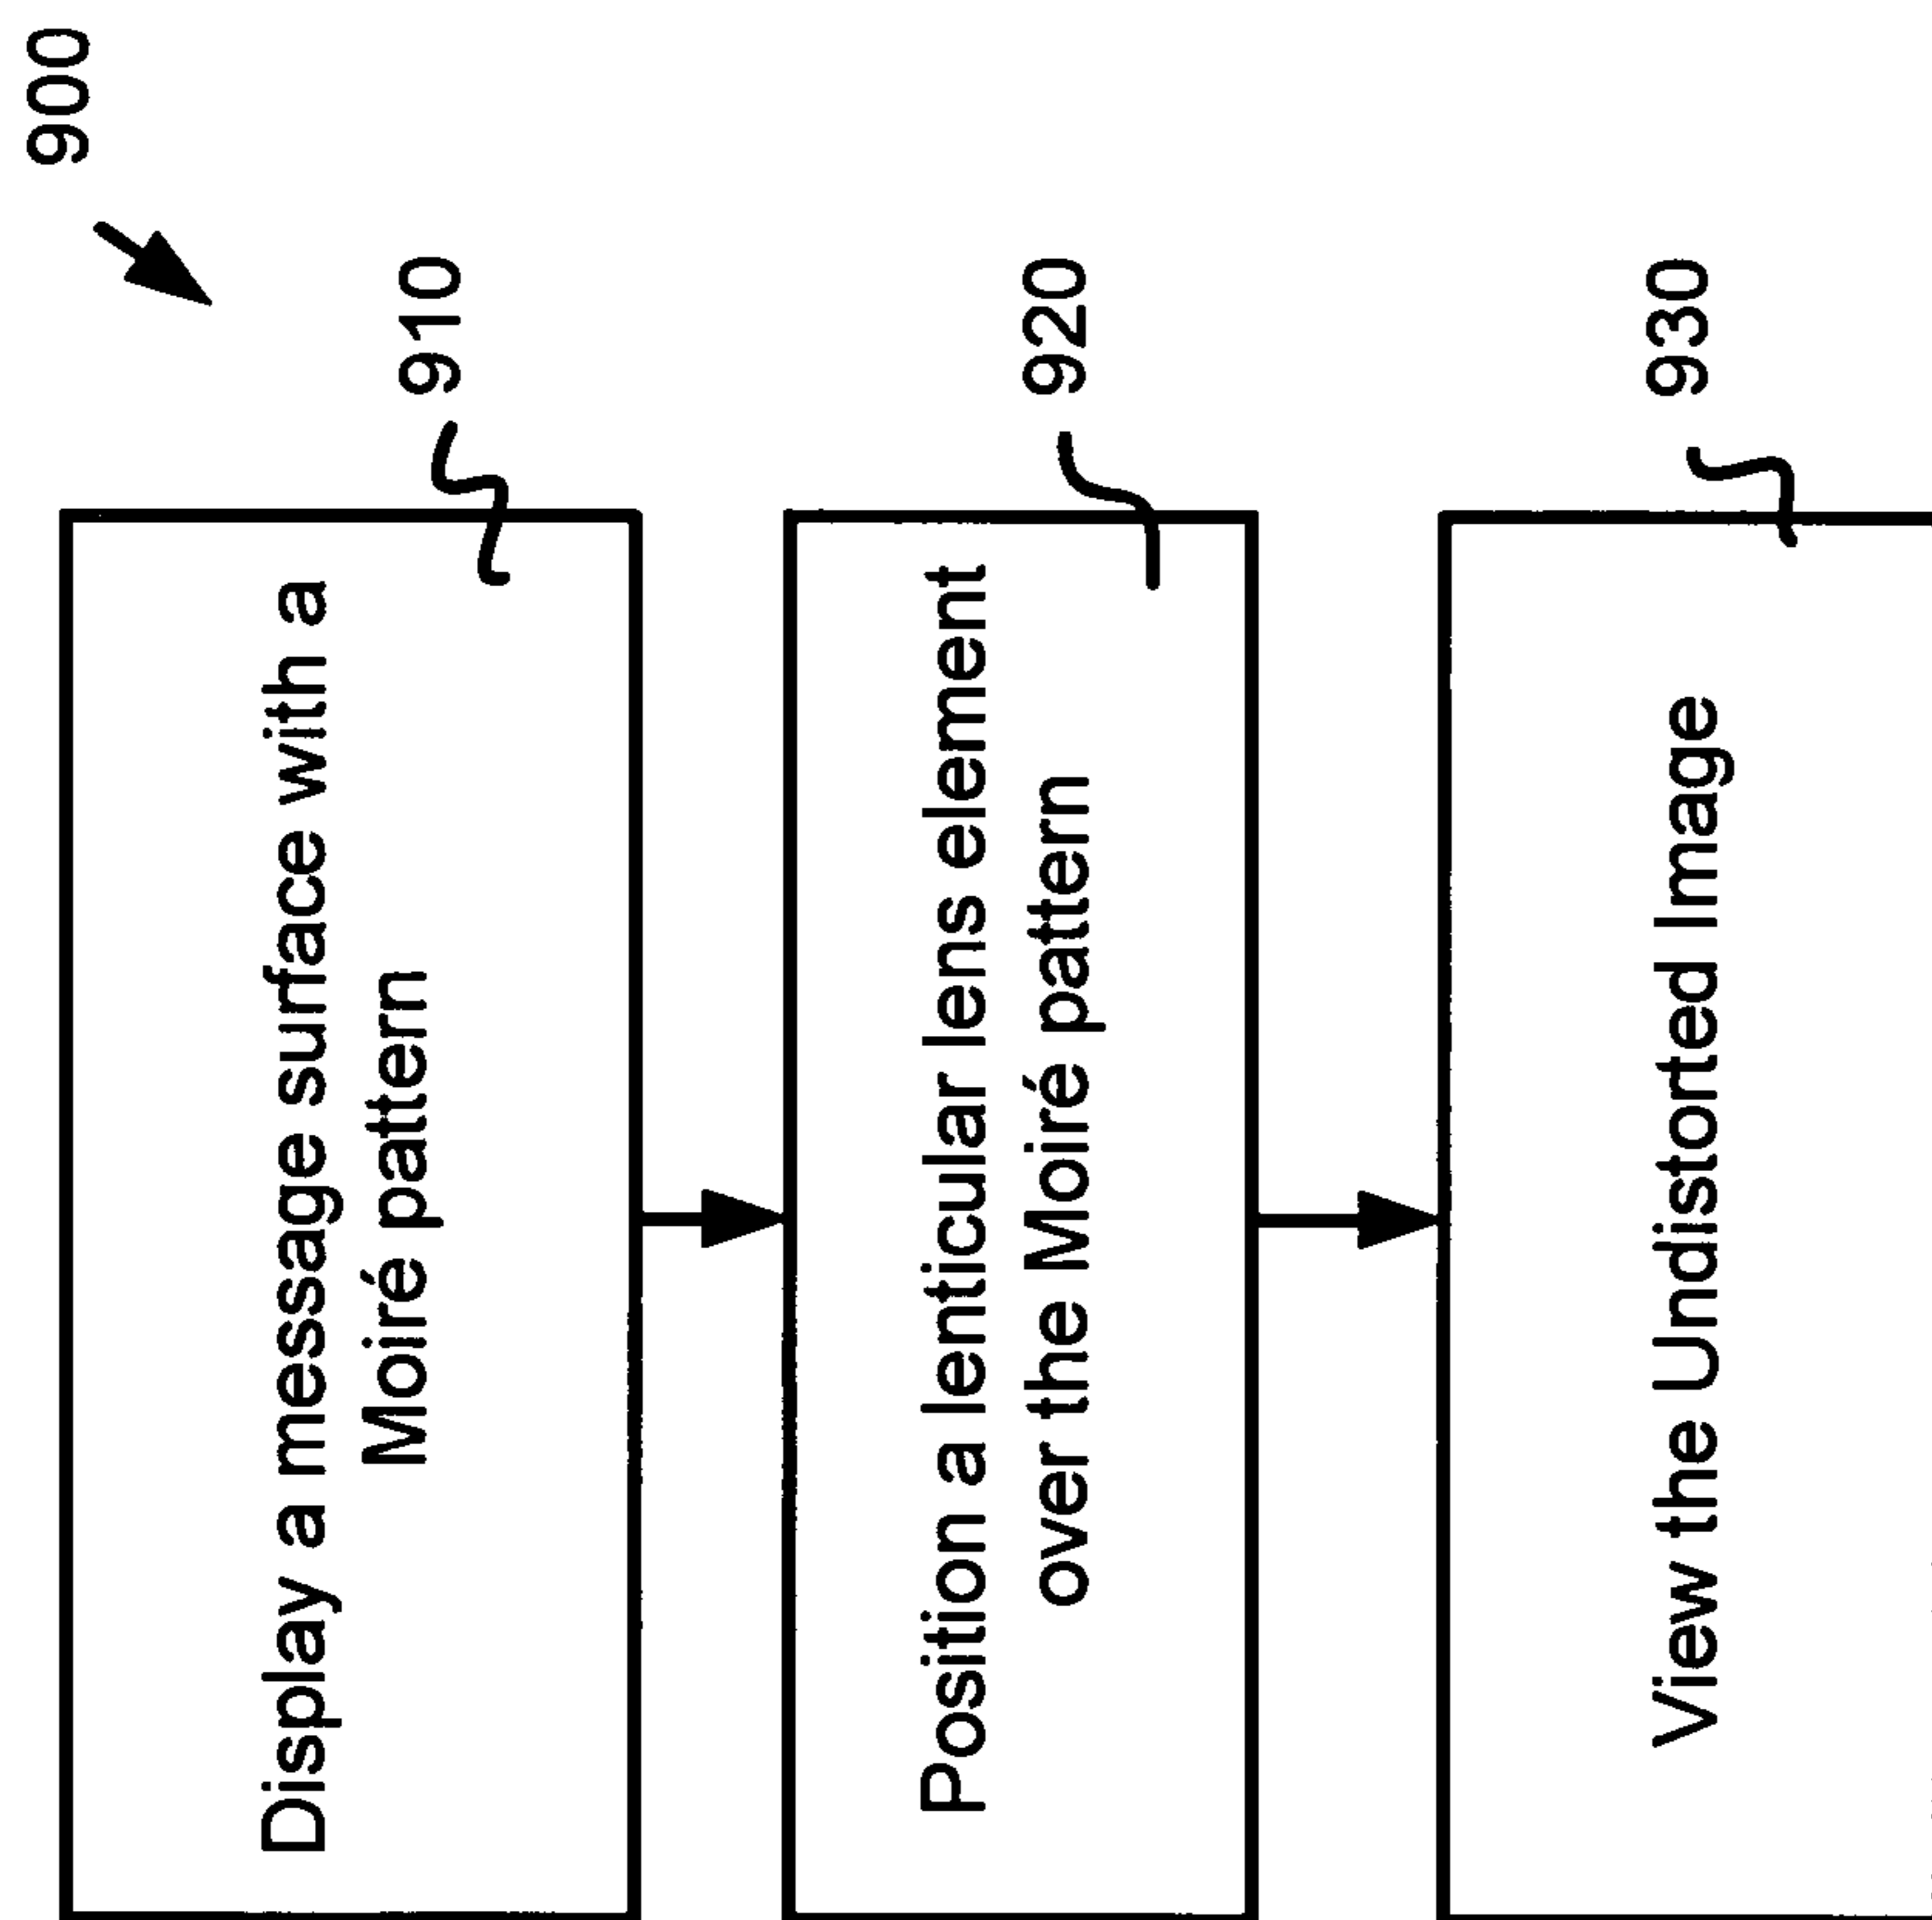 900
Display a message surface with a
Moiré pattern
910
Position a lenticular lens element
over the Moiré pattern
920
View the Undistorted Image
930